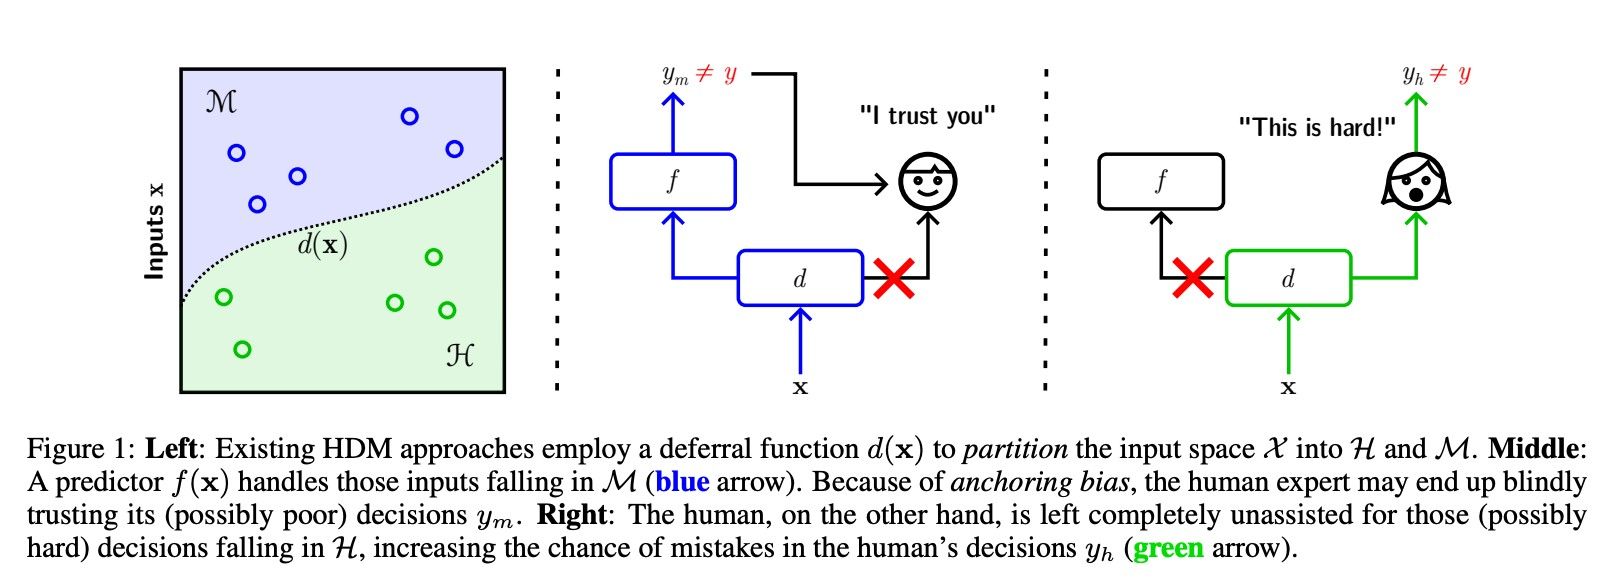 ℳ
Inputs x
d(x)
ℋ
yₘ ≠ y
"I trust you"
f
d
x
yₕ ≠ y
"This is hard!"
f
d
x
Figure 1: Left: Existing HDM approaches employ a deferral function d(x) to partition the input space 𝒳 into ℋ and ℳ. Middle:
A predictor f(x) handles those inputs falling in ℳ (blue arrow). Because of anchoring bias, the human expert may end up blindly
trusting its (possibly poor) decisions yₘ. Right: The human, on the other hand, is left completely unassisted for those (possibly
hard) decisions falling in ℋ, increasing the chance of mistakes in the human's decisions yₕ (green arrow).